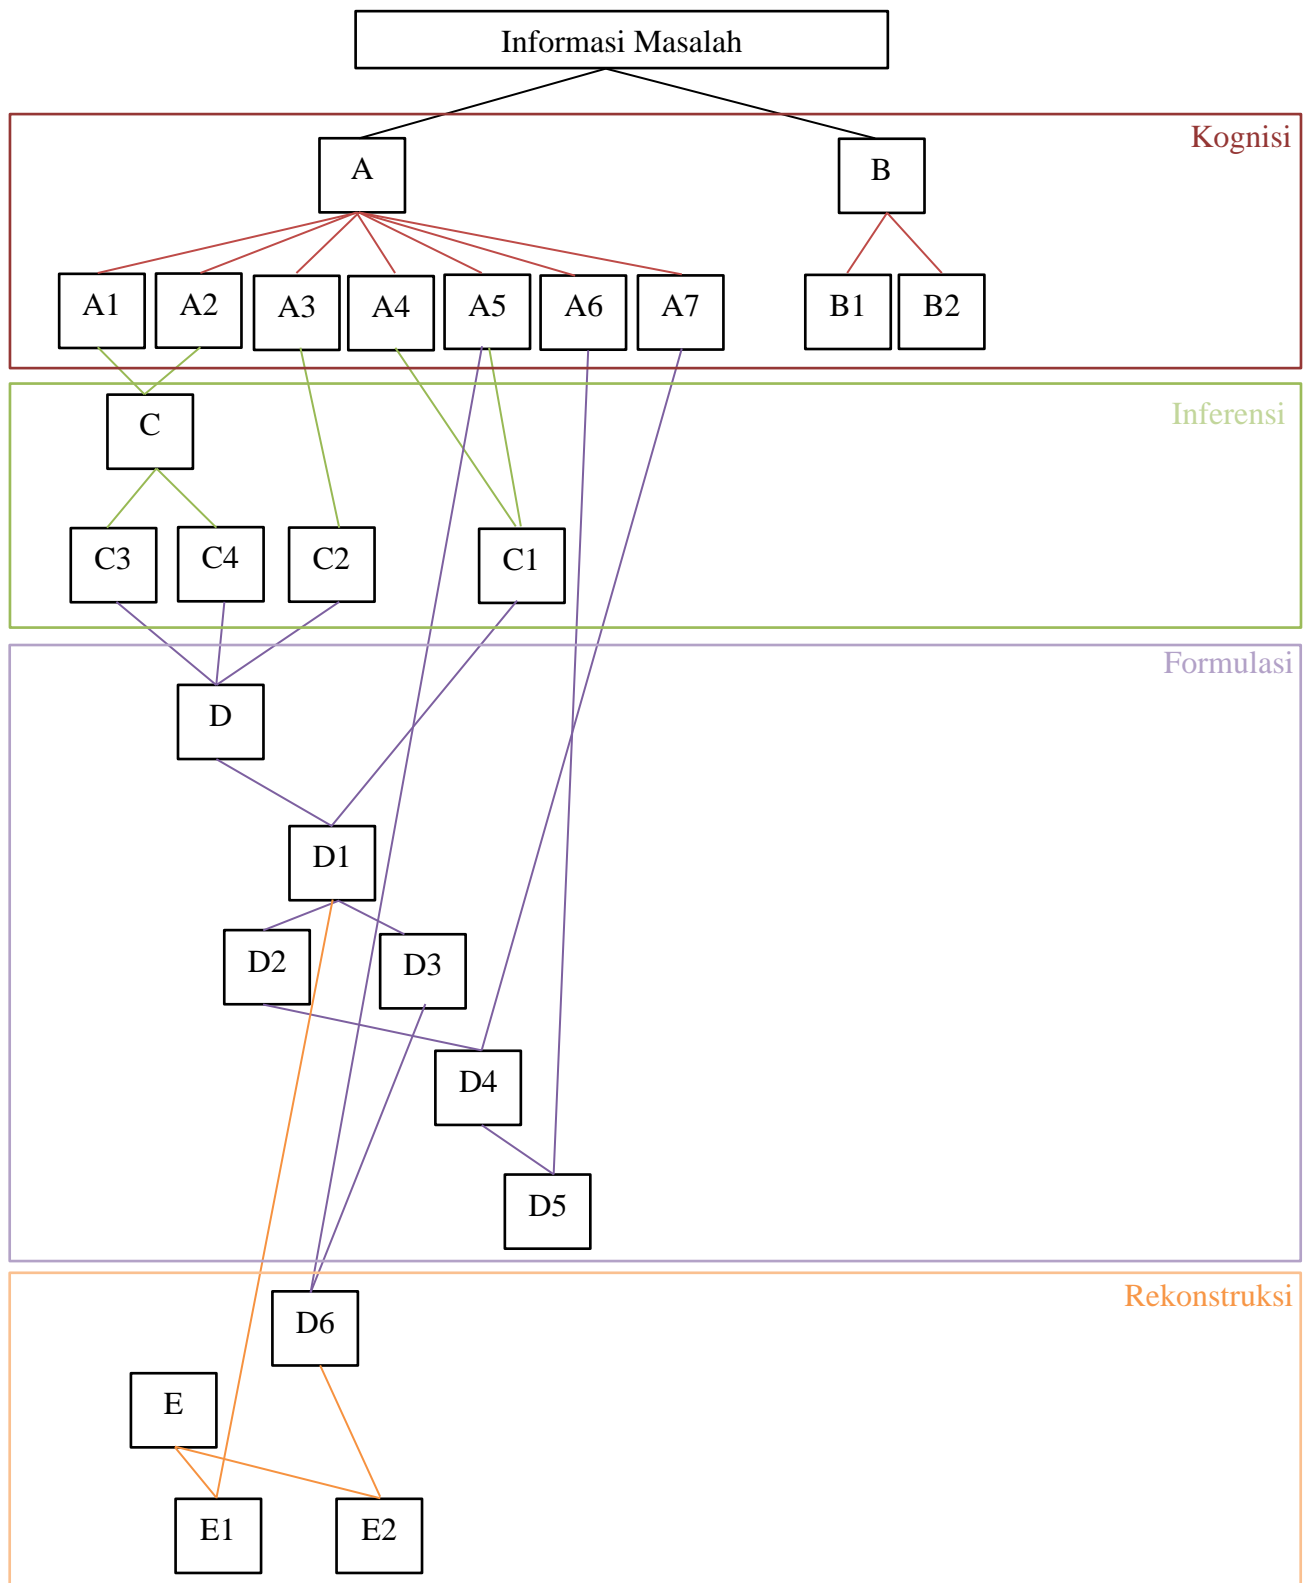 Informasi Masalah
Kognisi
A
B
A1 A2 A3 A4 A5 A6 A7 B1 B2
Inferensi
C
C3 C4 C2 C1
Formulasi
D
D1
D2 D3
D4
D5
Rekonstruksi
D6
E
E1 E2